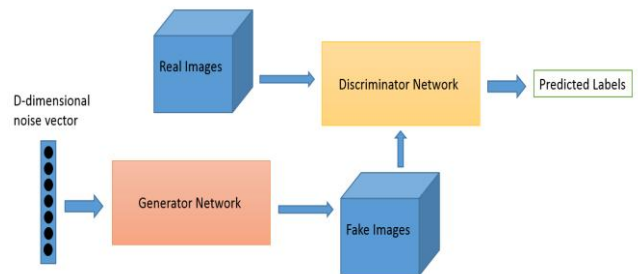 Real Images
Discriminator Network
Predicted Labels
D-dimensional
noise vector
Generator Network
Fake Images